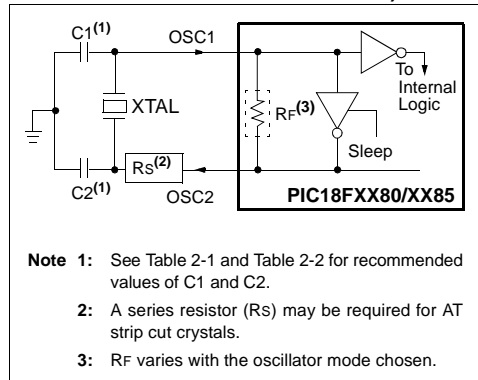 C1(1)
OSC1
To
Internal
Logic
XTAL
RF(3)
Sleep
C2(1)
RS(2)
OSC2
PIC18FXX80/XX85
Note 1: See Table 2-1 and Table 2-2 for recommended
values of C1 and C2.
2: A series resistor (RS) may be required for AT
strip cut crystals.
3: RF varies with the oscillator mode chosen.